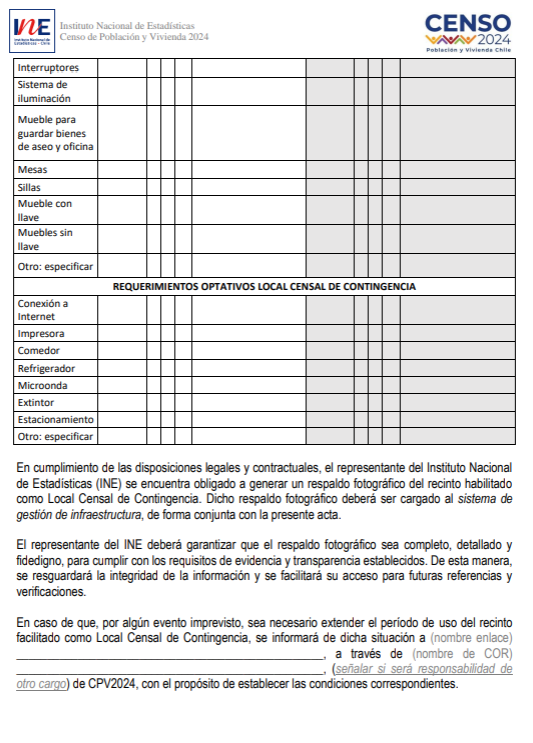 INE
Instituto Nacional de
Estadísticas - Chile
Instituto Nacional de Estadísticas
Censo de Población y Vivienda 2024
CENSO
2024
Población y Vivienda Chile
Interruptores
Sistema de
iluminación
Mueble para
guardar bienes
de aseo y oficina
Mesas
Sillas
Mueble con
llave
Muebles sin
llave
Otro: especificar
REQUERIMIENTOS OPTATIVOS LOCAL CENSAL DE CONTINGENCIA
Conexión a
Internet
Impresora
Comedor
Refrigerador
Microonda
Extintor
Estacionamiento
Otro: especificar
En cumplimiento de las disposiciones legales y contractuales, el representante del Instituto Nacional
de Estadísticas (INE) se encuentra obligado a generar un respaldo fotográfico del recinto habilitado
como Local Censal de Contingencia. Dicho respaldo fotográfico deberá ser cargado al sistema de
gestión de infraestructura, de forma conjunta con la presente acta.
El representante del INE deberá garantizar que el respaldo fotográfico sea completo, detallado y
fidedigno, para cumplir con los requisitos de evidencia y transparencia establecidos. De esta manera,
se resguardará la integridad de la información y se facilitará su acceso para futuras referencias y
verificaciones.
En caso de que, por algún evento imprevisto, sea necesario extender el período de uso del recinto
facilitado como Local Censal de Contingencia, se informará de dicha situación a (nombre enlace)
____________________, a través de (nombre de COR)
____________________, (señalar si será responsabilidad de
otro cargo) de CPV2024, con el propósito de establecer las condiciones correspondientes.